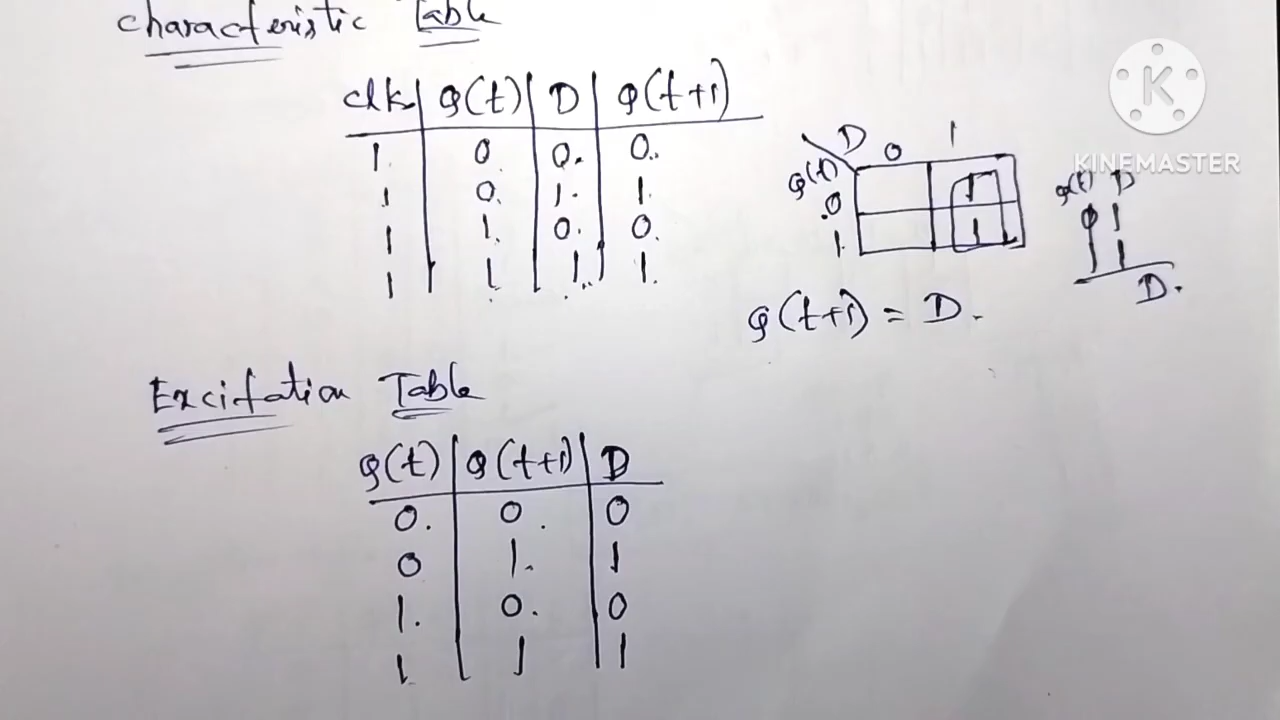 characteristic Table
clk Q(t) D Q(t+1)
1. 0. 0. 0..
1 0. 1. 1.
1 1. 0. 0.
1 1 1. 1.
D 0 1
Q(t)
.0 1
1. 1
Q(t) D
0 1
1 1
D.
Q(t+1) = D.
Excitation Table
Q(t) Q(t+1) D
0. 0. 0
0 1. 1
1. 0. 0
1 1 1
K
KINEMASTER